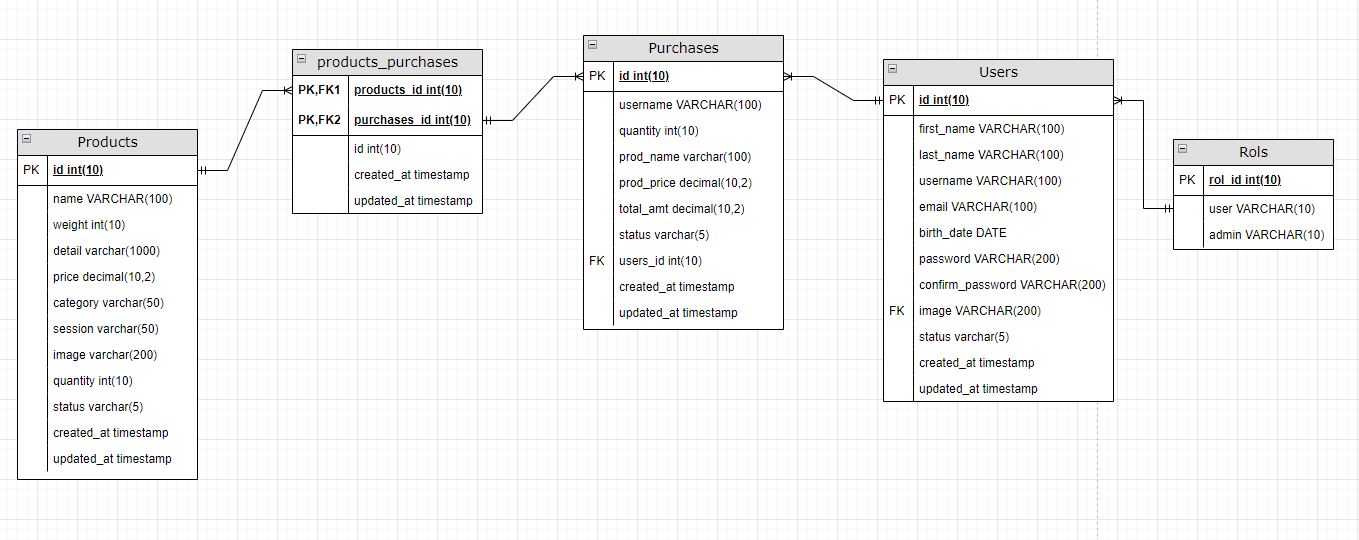 Products
PK id int(10)
name VARCHAR(100)
weight int(10)
detail varchar(1000)
price decimal(10,2)
category varchar(50)
session varchar(50)
image varchar(200)
quantity int(10)
status varchar(5)
created_at timestamp
updated_at timestamp
products_purchases
PK,FK1 products_id int(10)
PK,FK2 purchases_id int(10)
id int(10)
created_at timestamp
updated_at timestamp
Purchases
PK id int(10)
username VARCHAR(100)
quantity int(10)
prod_name varchar(100)
prod_price decimal(10,2)
total_amt decimal(10,2)
status varchar(5)
FK users_id int(10)
created_at timestamp
updated_at timestamp
Users
PK id int(10)
first_name VARCHAR(100)
last_name VARCHAR(100)
username VARCHAR(100)
email VARCHAR(100)
birth_date DATE
password VARCHAR(200)
confirm_password VARCHAR(200)
FK image VARCHAR(200)
status varchar(5)
created_at timestamp
updated_at timestamp
Rols
PK rol_id int(10)
user VARCHAR(10)
admin VARCHAR(10)